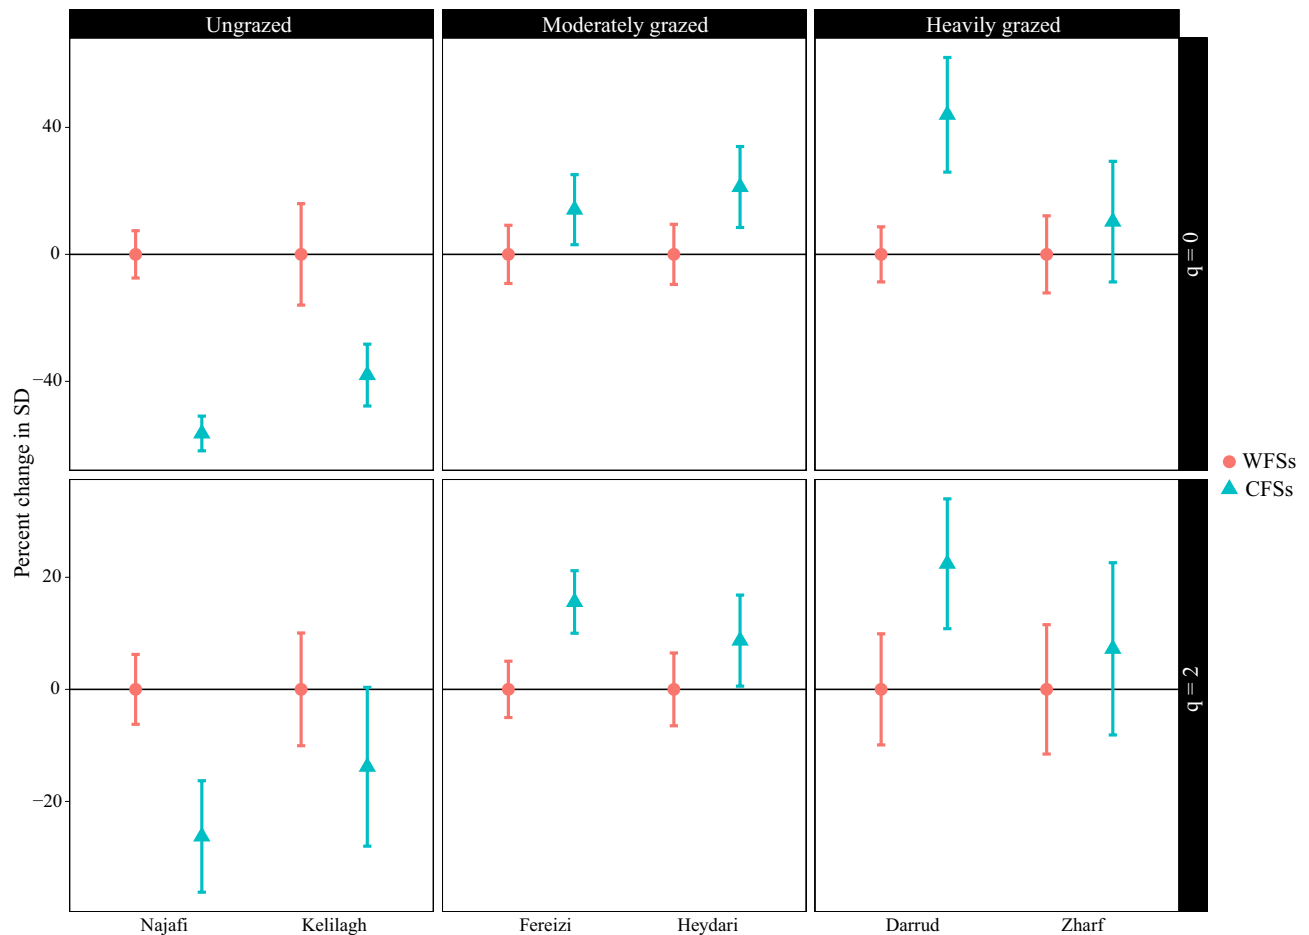 Ungrazed
Moderately grazed
Heavily grazed
Percent change in SD
40
0
−40
q = 0
20
0
−20
q = 2
WFSs
CFSs
Najafi
Kelilagh
Fereizi
Heydari
Darrud
Zharf